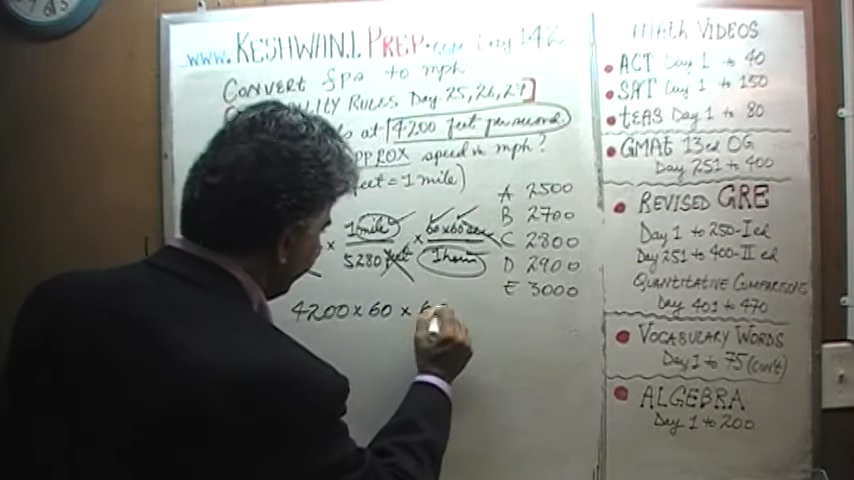 www.KESHWANI PREP.com Day 142
CONVERT fps to mph
RULES Day 25, 26, 27]
at 4200 feet per second.
APPROX speed in mph?
feet = 1 mile)
x 1 mile x 60x60 sec
5280 feet 1 hour
4200 x 60 x 6
A 2500
B 2700
C 2800
D 2900
E 3000
MATH VIDEOS
ACT Day 1 to 40
SAT Day 1 to 150
TEAS Day 1 to 80
GMAT 13ed OG
Day 251 to 400
REVISED GRE
Day 1 to 250-I ed
Day 251 to 400-II ed
QUANTITATIVE COMPARISONS
Day 401 to 470
VOCABULARY WORDS
Day 1 to 75 (con't)
ALGEBRA
Day 1 to 200